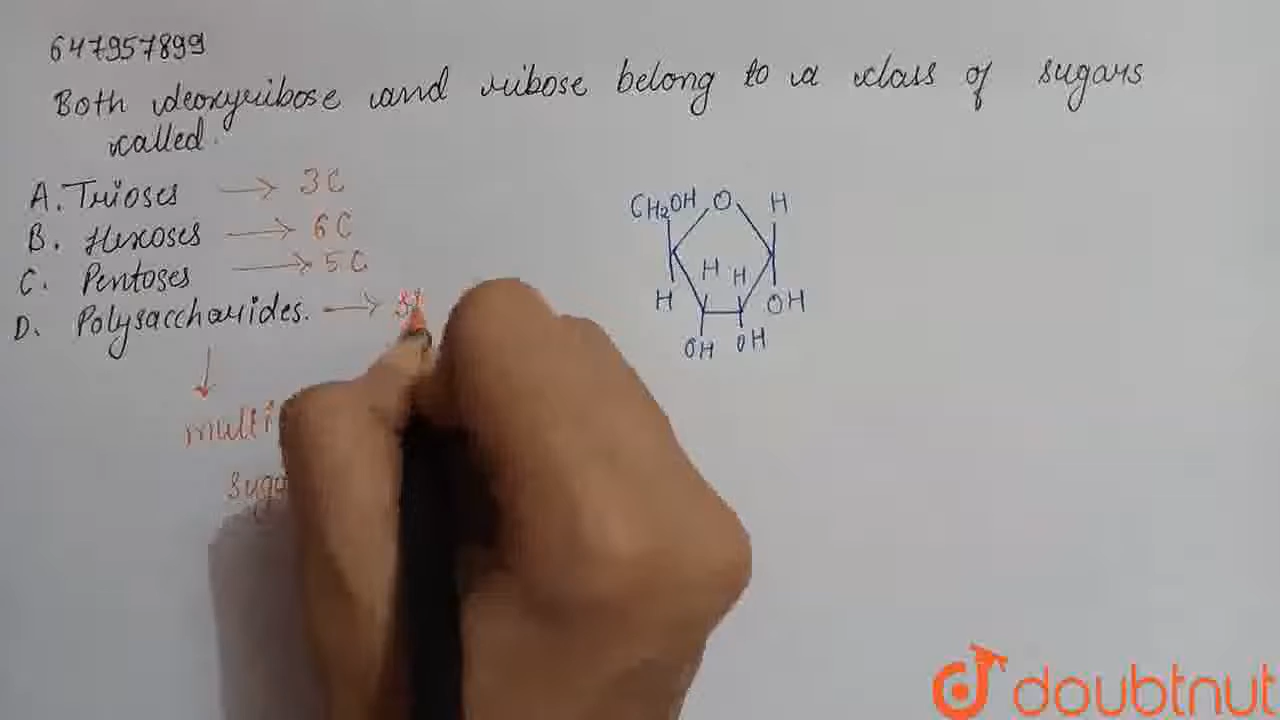 647957899
Both deoxyribose and ribose belong to a class of sugars
called.
A. Trioses → 3C
B. Hexoses → 6C
C. Pentoses → 5C
D. Polysaccharides. →
CH₂OH O H
H H
H OH
OH OH
doubtnut